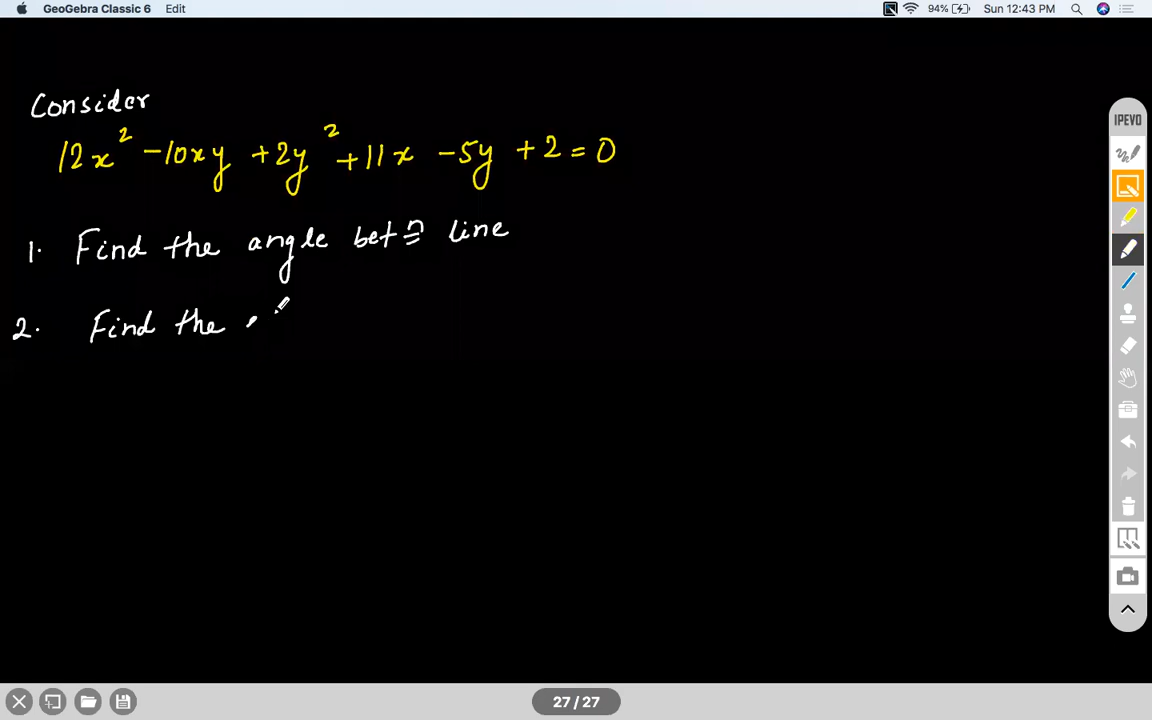 GeoGebra Classic 6 Edit 94% Sun 12:43 PM
IPEVO
Consider
12x² -10xy +2y² +11x -5y +2 = 0
1. Find the angle betn line
2. Find the
27 / 27